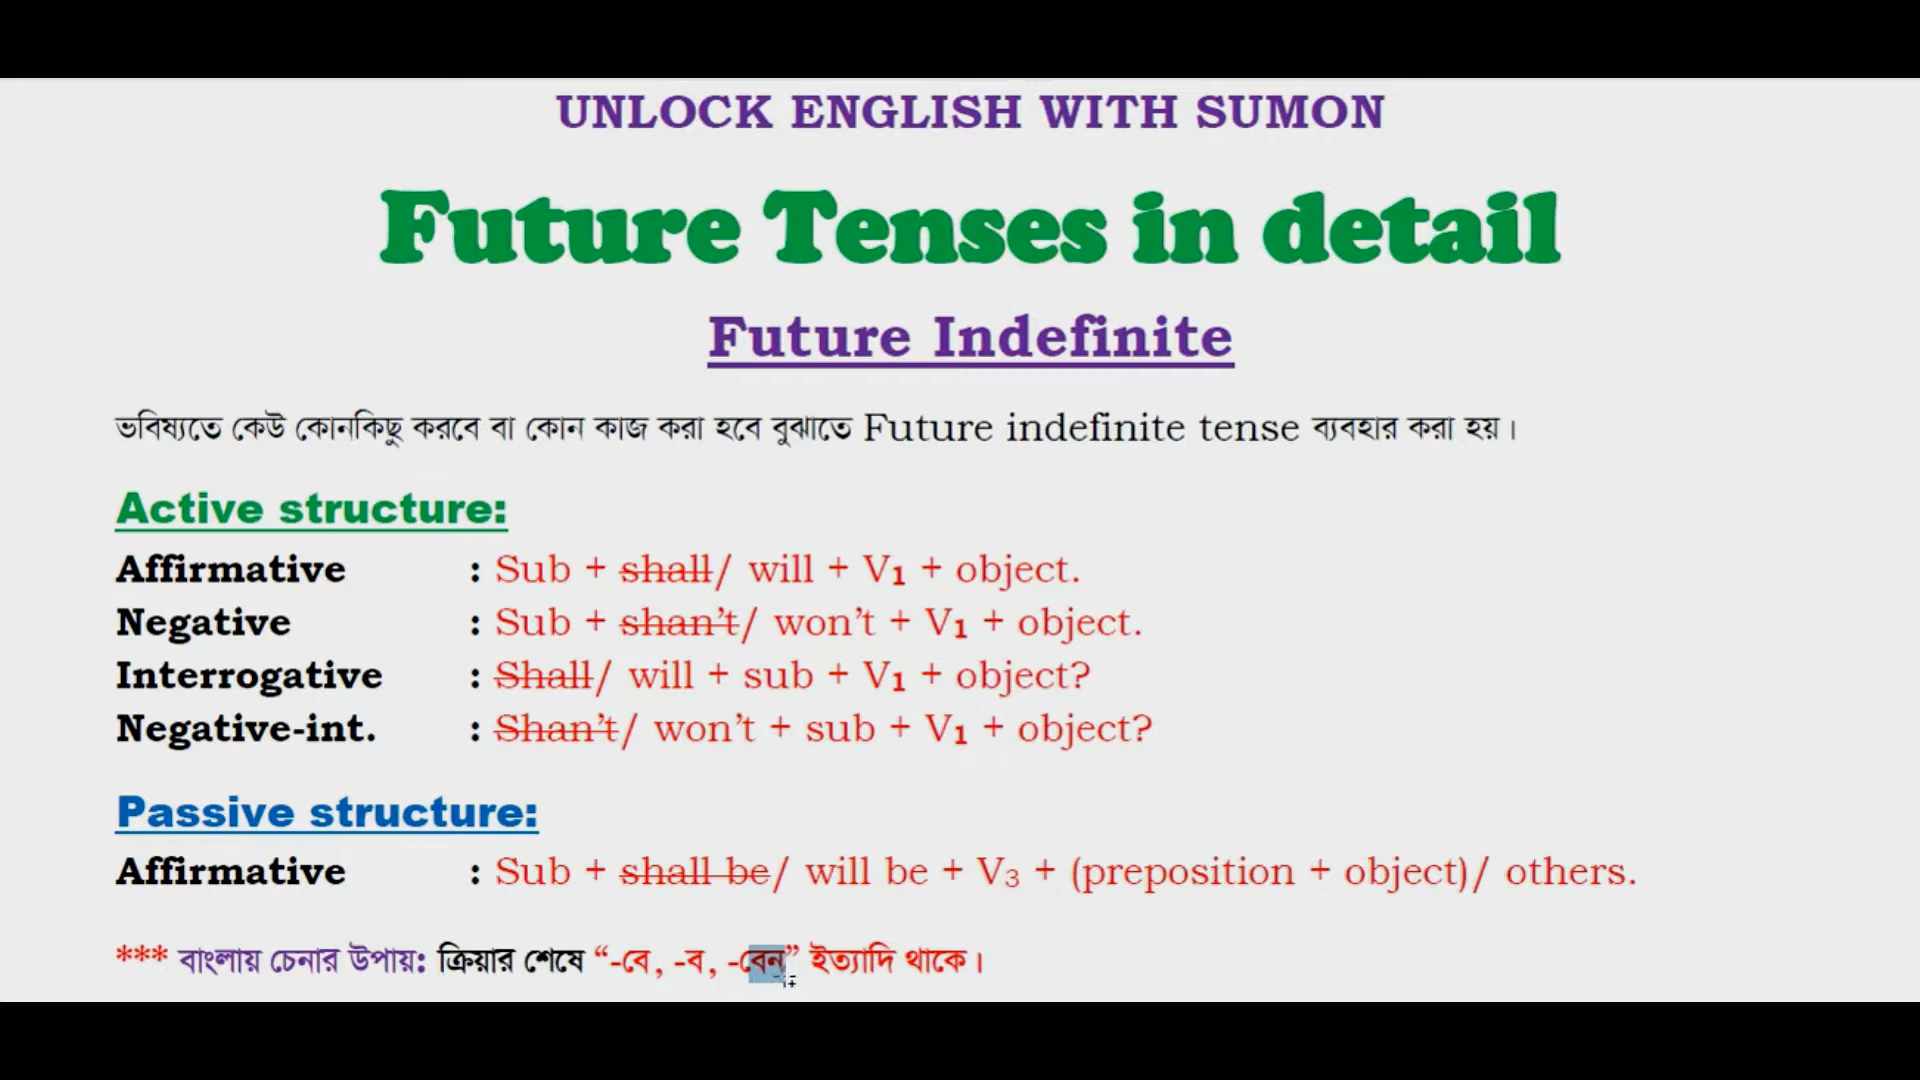 UNLOCK ENGLISH WITH SUMON
Future Tenses in detail
Future Indefinite
ভবিষ্যতে কেউ কোনকিছু করবে বা কোন কাজ করা হবে বুঝাতে Future indefinite tense ব্যবহার করা হয়।
Active structure:
Affirmative : Sub + shall/ will + V₁ + object.
Negative : Sub + shan’t/ won’t + V₁ + object.
Interrogative : Shall/ will + sub + V₁ + object?
Negative-int. : Shan’t/ won’t + sub + V₁ + object?
Passive structure:
Affirmative : Sub + shall be/ will be + V₃ + (preposition + object)/ others.
*** বাংলায় চেনার উপায়: ক্রিয়ার শেষে “-বে, -ব, -বেন” ইত্যাদি থাকে।